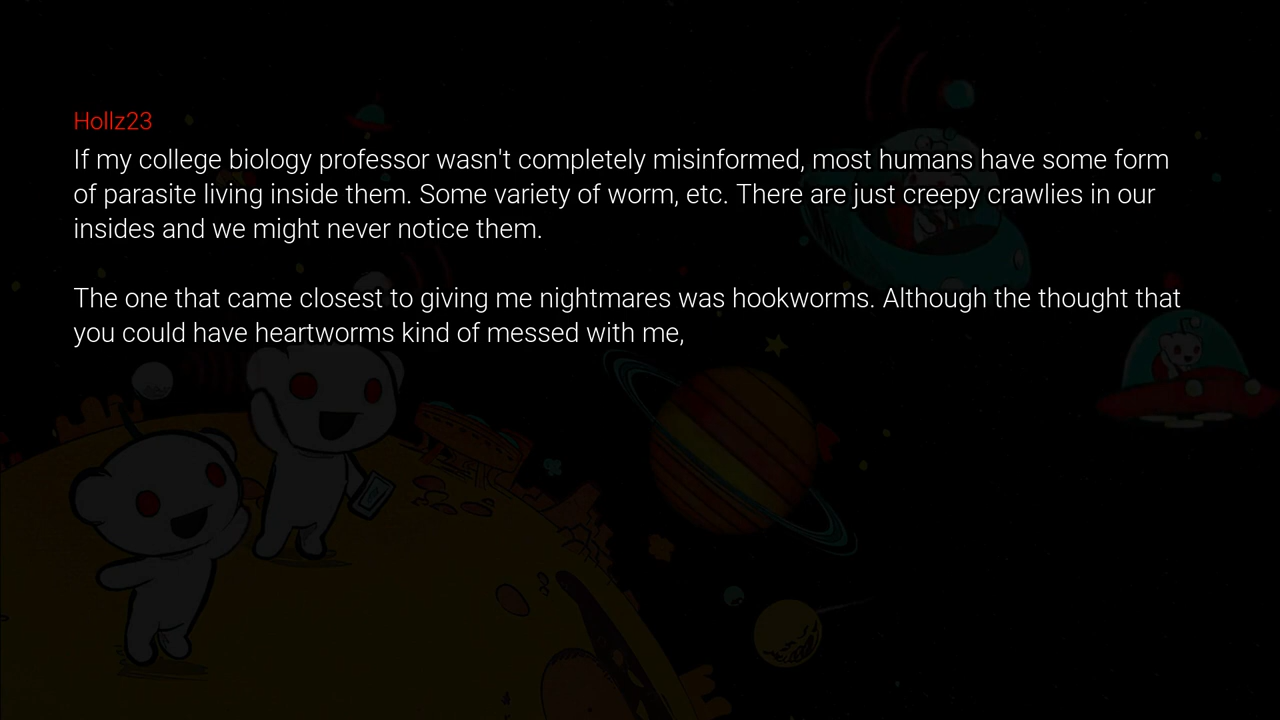 Hollz23
If my college biology professor wasn't completely misinformed, most humans have some form
of parasite living inside them. Some variety of worm, etc. There are just creepy crawlies in our
insides and we might never notice them.
The one that came closest to giving me nightmares was hookworms. Although the thought that
you could have heartworms kind of messed with me,